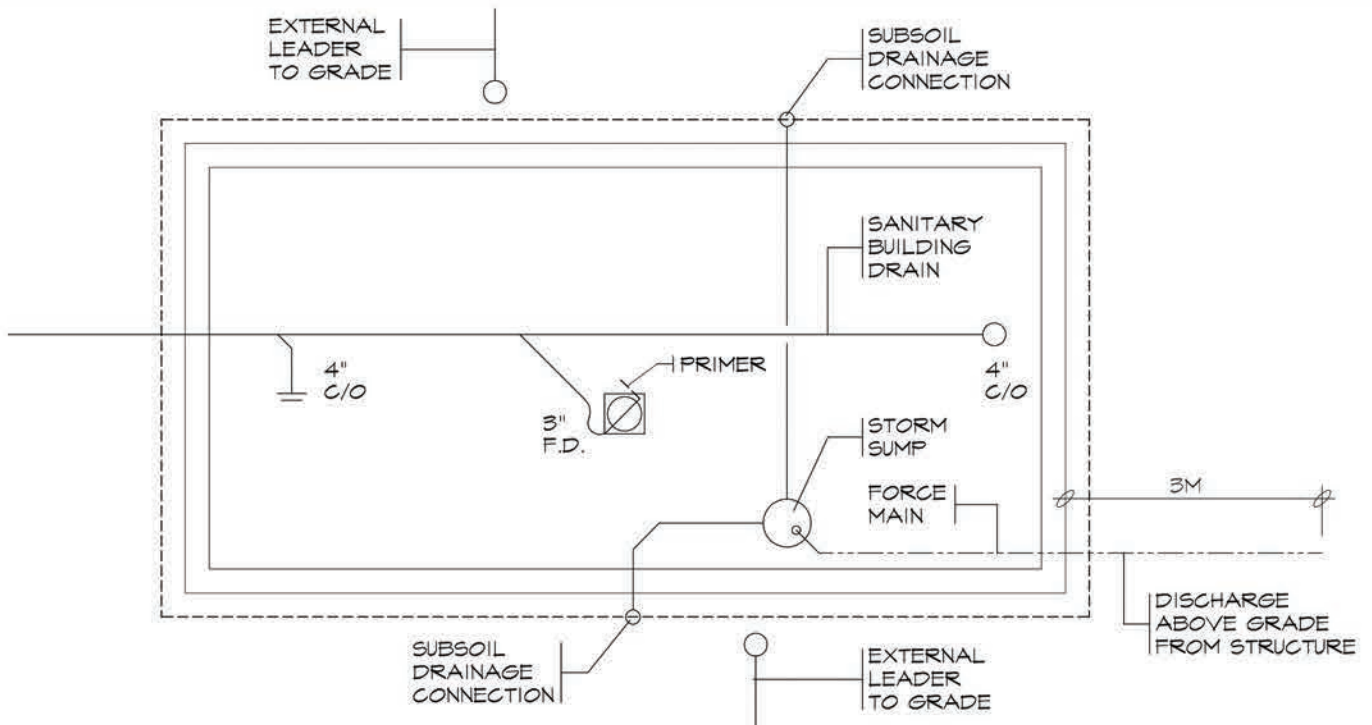 EXTERNAL
LEADER
TO GRADE
SUBSOIL
DRAINAGE
CONNECTION
SANITARY
BUILDING
DRAIN
4"
C/O
3"
F.D.
PRIMER
4"
C/O
STORM
SUMP
FORCE
MAIN
3M
DISCHARGE
ABOVE GRADE
FROM STRUCTURE
SUBSOIL
DRAINAGE
CONNECTION
EXTERNAL
LEADER
TO GRADE